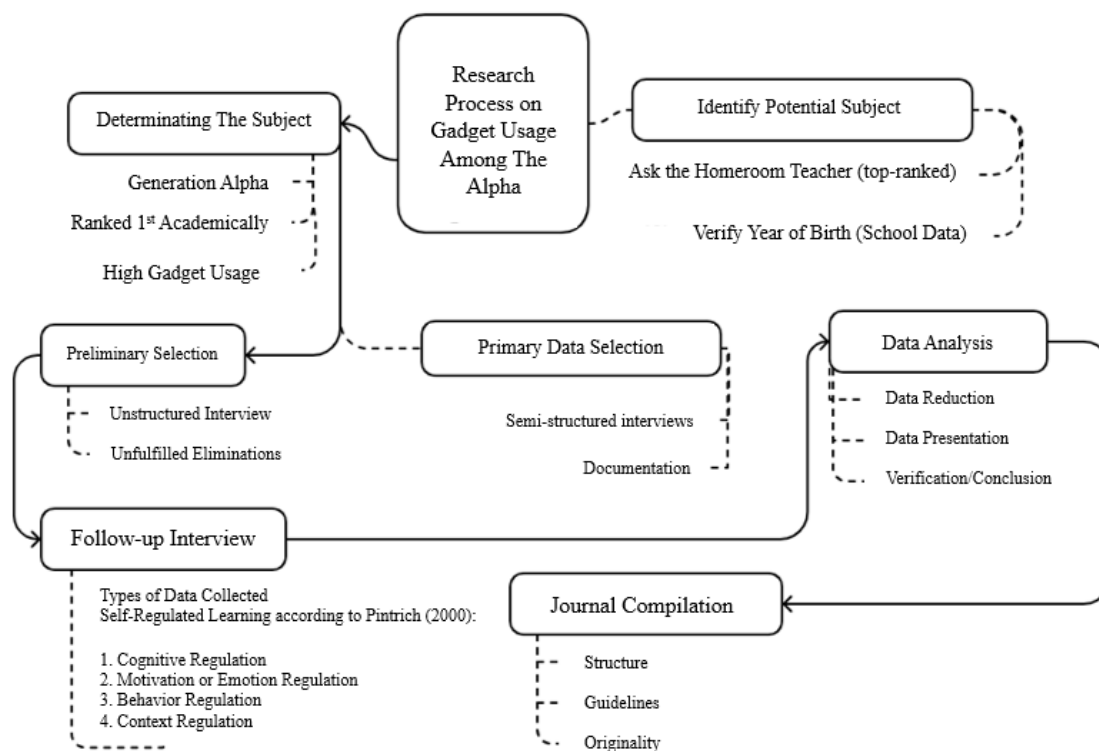 Research
Process on
Gadget Usage
Among The
Alpha
Identify Potential Subject
Ask the Homeroom Teacher (top-ranked)
Verify Year of Birth (School Data)
Determinating The Subject
Generation Alpha
Ranked 1st Academically
High Gadget Usage
Preliminary Selection
Unstructured Interview
Unfulfilled Eliminations
Primary Data Selection
Semi-structured interviews
Documentation
Data Analysis
Data Reduction
Data Presentation
Verification/Conclusion
Follow-up Interview
Types of Data Collected
Self-Regulated Learning according to Pintrich (2000):
1. Cognitive Regulation
2. Motivation or Emotion Regulation
3. Behavior Regulation
4. Context Regulation
Journal Compilation
Structure
Guidelines
Originality